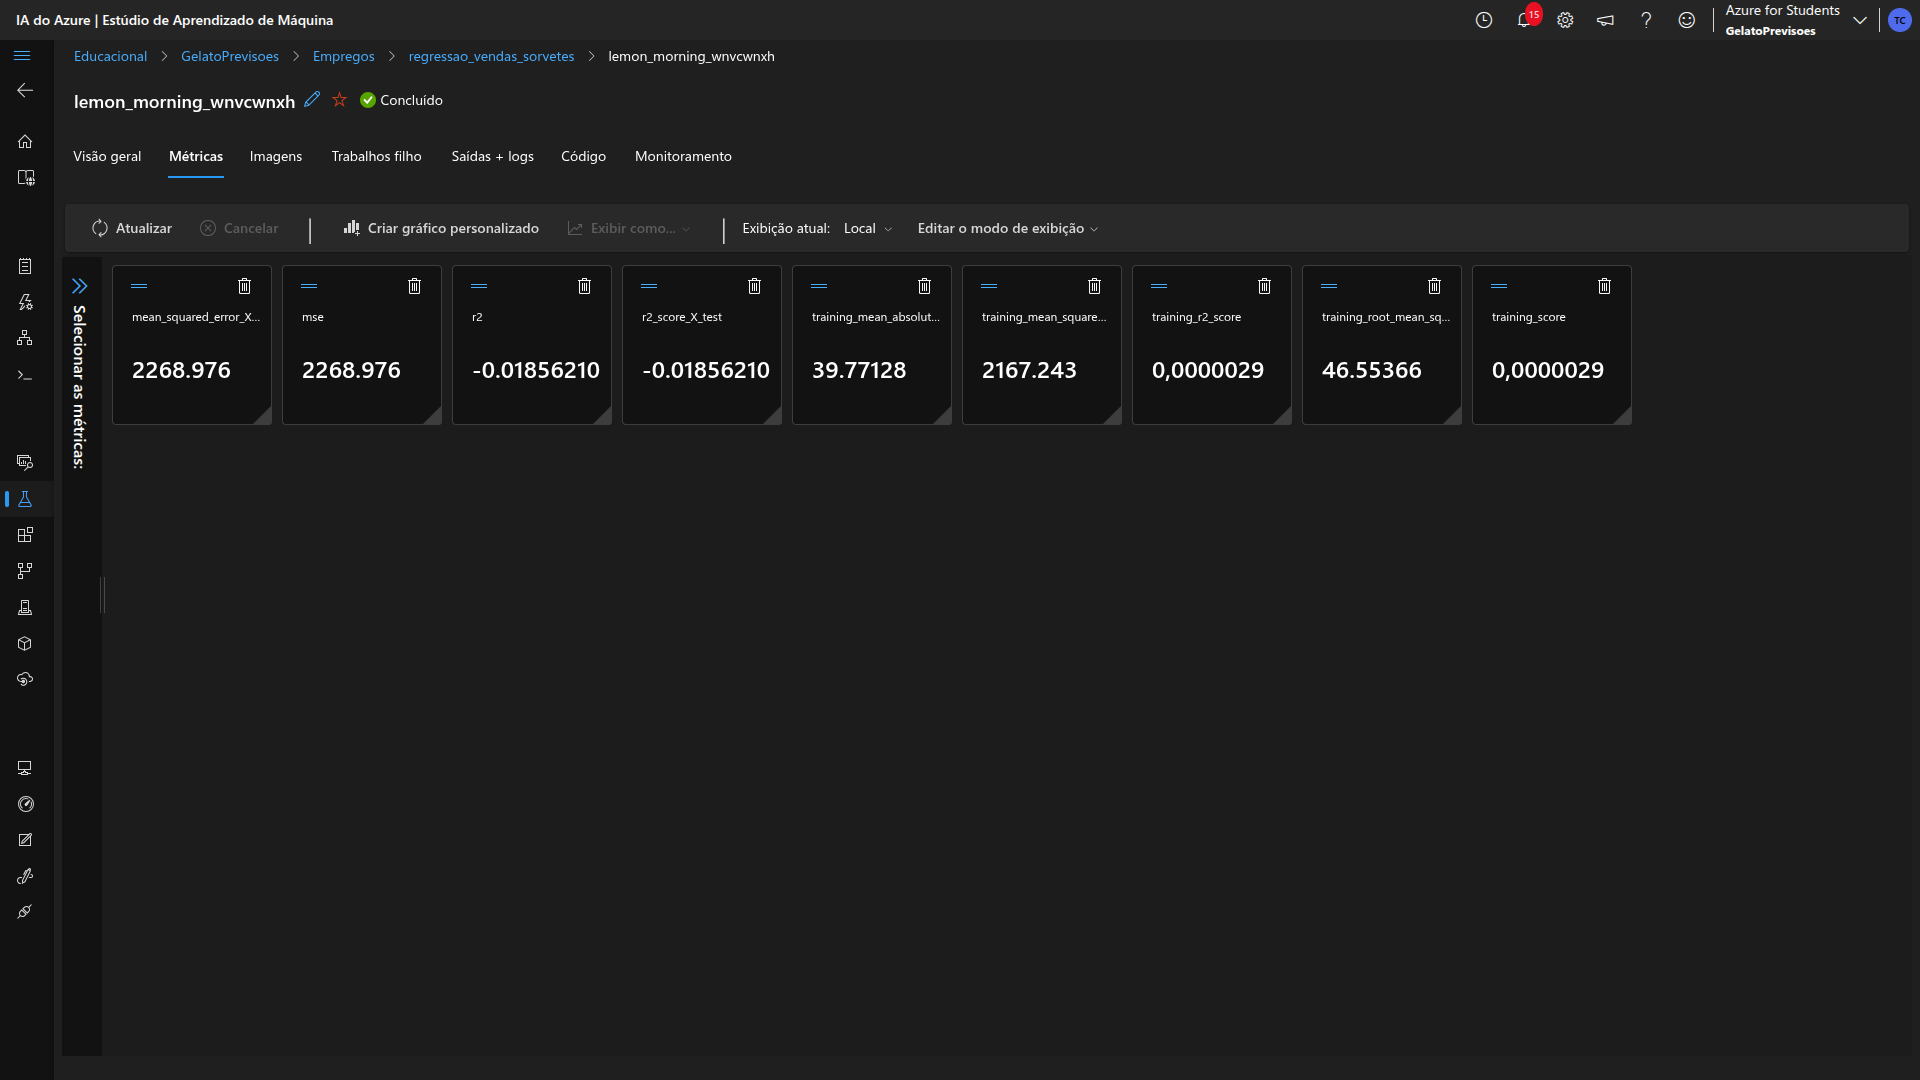 IA do Azure | Estúdio de Aprendizado de Máquina
15
Azure for Students
GelatoPrevisoes
TC
Educacional > GelatoPrevisoes > Empregos > regressao_vendas_sorvetes > lemon_morning_wnvcwnxh
lemon_morning_wnvcwnxh Concluído
Visão geral Métricas Imagens Trabalhos filho Saídas + logs Código Monitoramento
Atualizar Cancelar Criar gráfico personalizado Exibir como... Exibição atual: Local Editar o modo de exibição
Selecionar as métricas:
mean_squared_error_X...
2268.976
mse
2268.976
r2
-0.01856210
r2_score_X_test
-0.01856210
training_mean_absolut...
39.77128
training_mean_square...
2167.243
training_r2_score
0,0000029
training_root_mean_sq...
46.55366
training_score
0,0000029